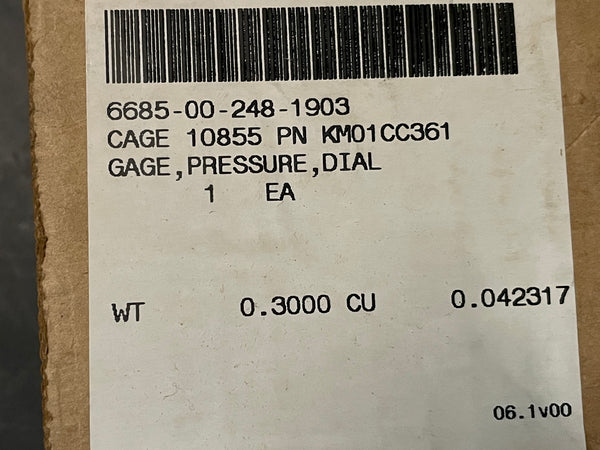 6685-00-248-1903
CAGE 10855 PN KM01CC361
GAGE,PRESSURE,DIAL
1 EA
WT 0.3000 CU 0.042317
06.1v00